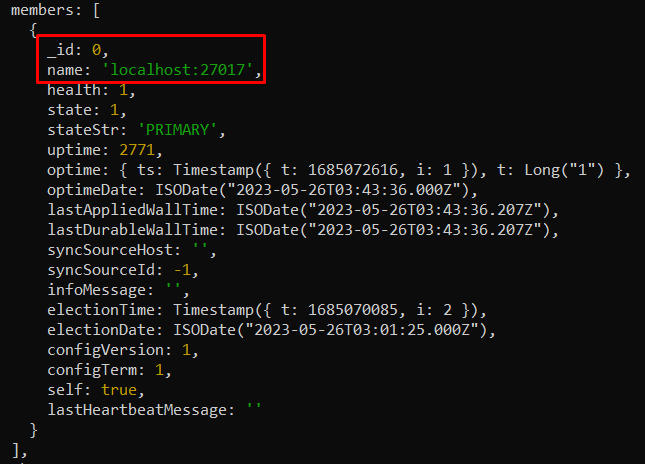 members: [
{
_id: 0,
name: 'localhost:27017',
health: 1,
state: 1,
stateStr: 'PRIMARY',
uptime: 2771,
optime: { ts: Timestamp({ t: 1685072616, i: 1 }), t: Long("1") },
optimeDate: ISODate("2023-05-26T03:43:36.000Z"),
lastAppliedWallTime: ISODate("2023-05-26T03:43:36.207Z"),
lastDurableWallTime: ISODate("2023-05-26T03:43:36.207Z"),
syncSourceHost: '',
syncSourceId: -1,
infoMessage: '',
electionTime: Timestamp({ t: 1685070085, i: 2 }),
electionDate: ISODate("2023-05-26T03:01:25.000Z"),
configVersion: 1,
configTerm: 1,
self: true,
lastHeartbeatMessage: ''
}
],